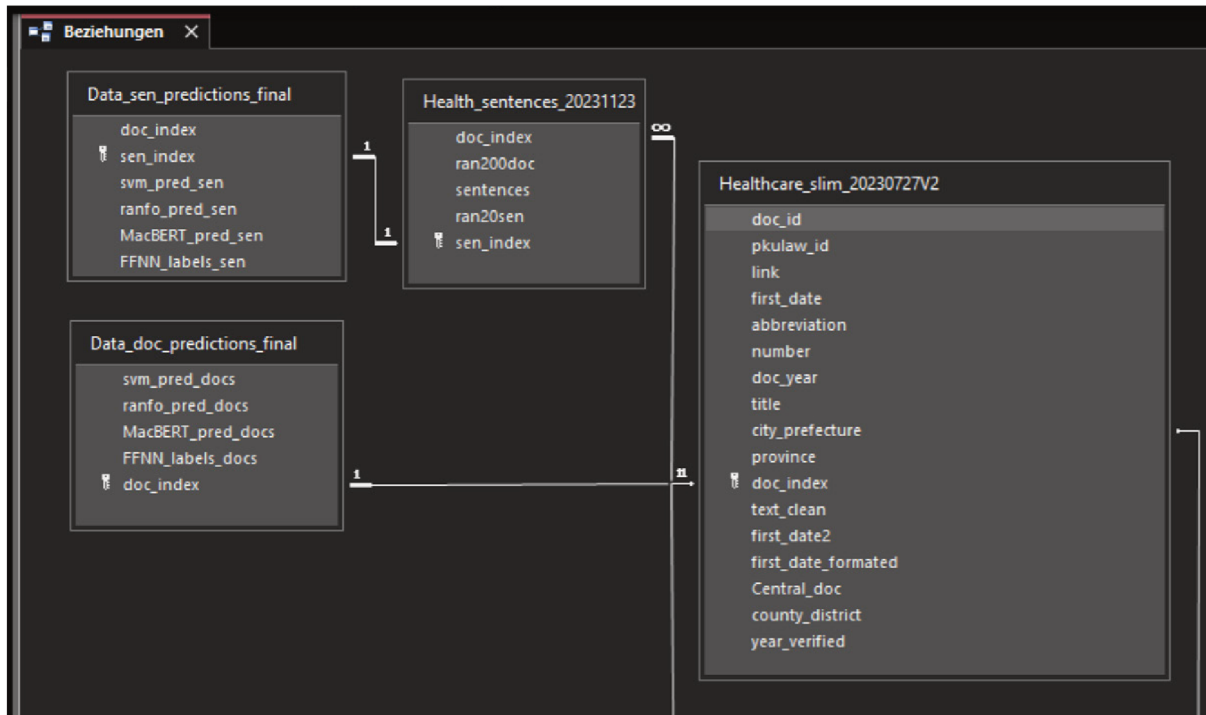 Beziehungen
Data_sen_predictions_final
doc_index
sen_index
svm_pred_sen
ranfo_pred_sen
MacBERT_pred_sen
FFNN_labels_sen
1
1
Health_sentences_20231123
doc_index
ran200doc
sentences
ran20sen
sen_index
∞
Data_doc_predictions_final
svm_pred_docs
ranfo_pred_docs
MacBERT_pred_docs
FFNN_labels_docs
doc_index
1
11
Healthcare_slim_20230727V2
doc_id
pkulaw_id
link
first_date
abbreviation
number
doc_year
title
city_prefecture
province
doc_index
text_clean
first_date2
first_date_formated
Central_doc
county_district
year_verified